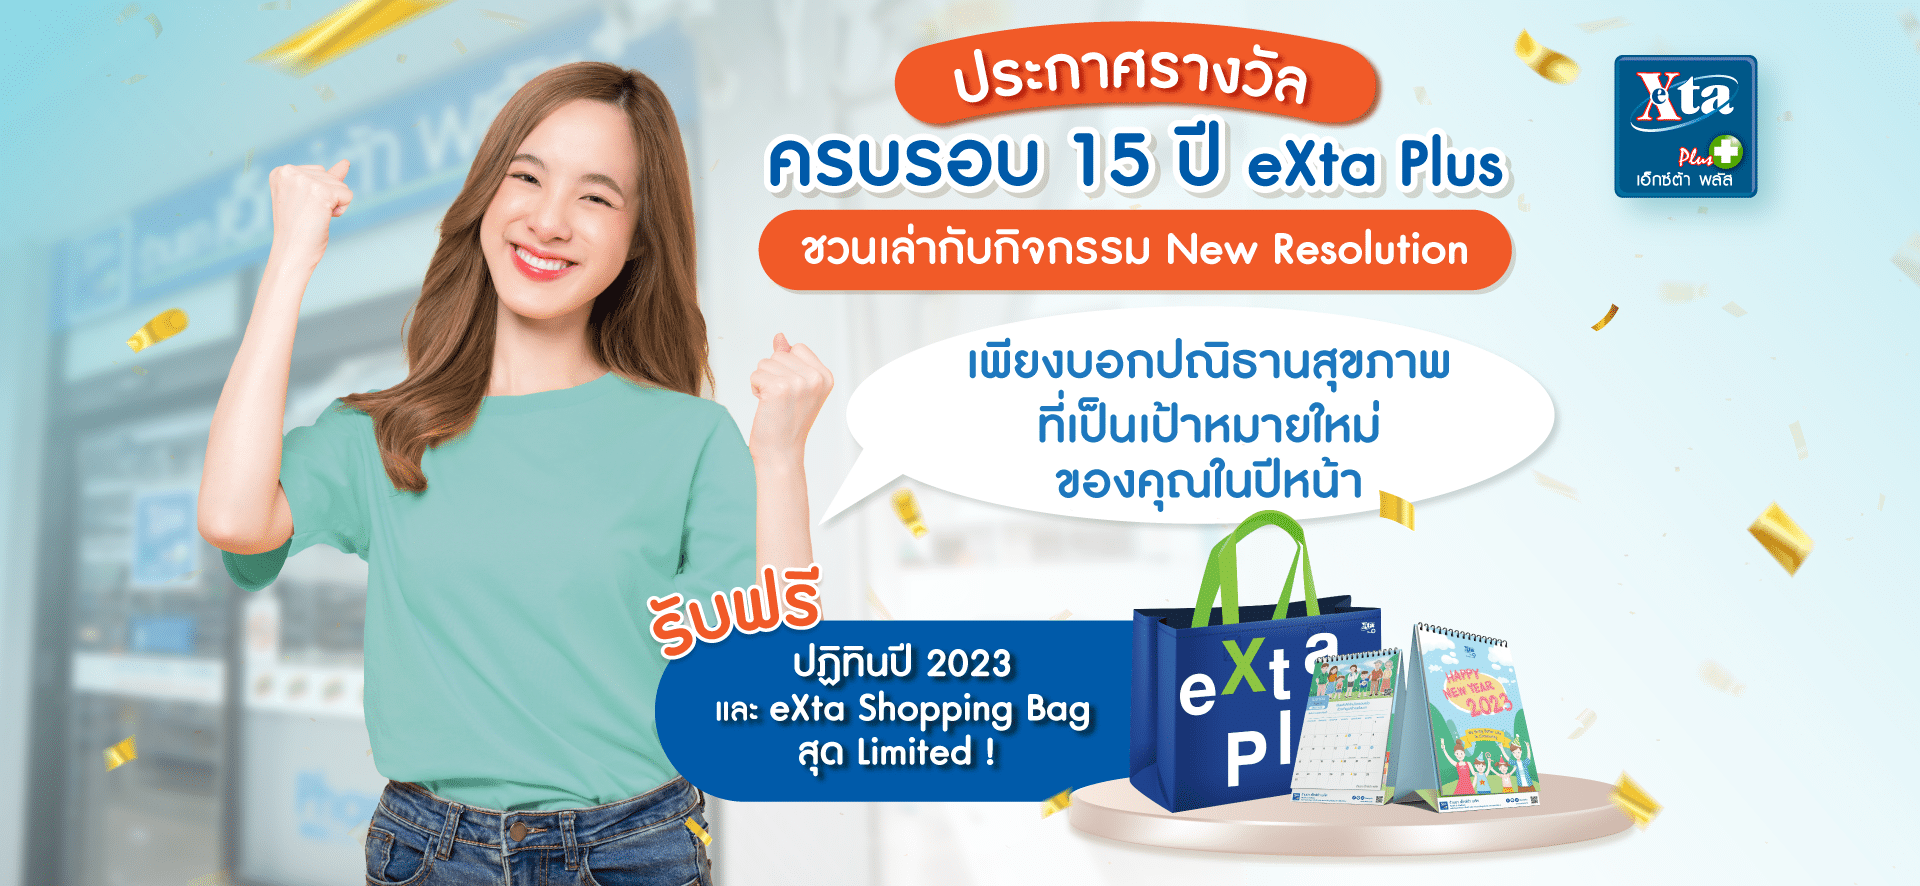 ประกาศรางวัล
ครบรอบ 15 ปี eXta Plus
ชวนเล่ากับกิจกรรม New Resolution
เพียงบอกปณิธานสุขภาพ
ที่เป็นเป้าหมายใหม่
ของคุณในปีหน้า
รับฟรี
ปฏิทินปี 2023
และ eXta Shopping Bag
สุด Limited !
Xeta
Plus
เอ็กซ์ต้า พลัส
eXta
Pl
HAPPY
NEW YEAR
2023